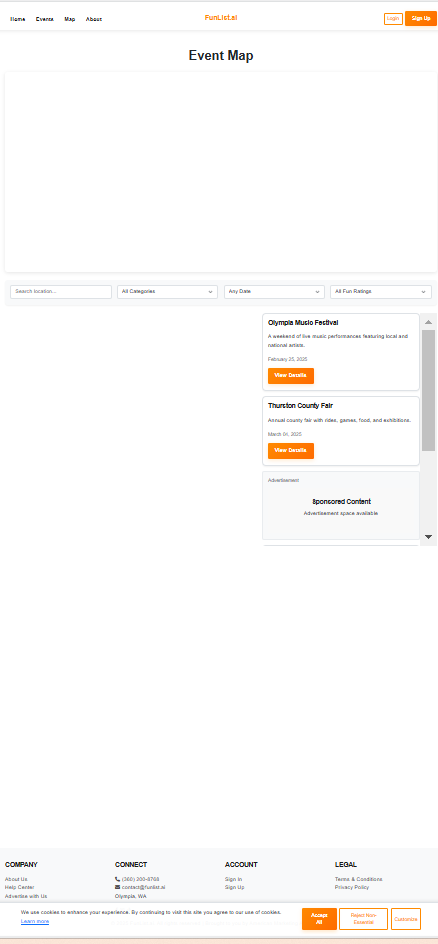 Home Events Map About FunList.ai Login Sign Up
Event Map
Search location... All Categories Any Date All Fun Ratings
Olympia Music Festival
A weekend of live music performances featuring local and
national artists.
February 25, 2025
View Details
Thurston County Fair
Annual county fair with rides, games, food, and exhibitions.
March 04, 2025
View Details
Advertisement
Sponsored Content
Advertisement space available
COMPANY CONNECT ACCOUNT LEGAL
About Us (360) 200-8768 Sign In Terms & Conditions
Help Center contact@funlist.ai Sign Up Privacy Policy
Advertise with Us Olympia, WA
We use cookies to enhance your experience. By continuing to visit this site you agree to our use of cookies.
Learn more
Accept
All
Reject Non-
Essential
Customize